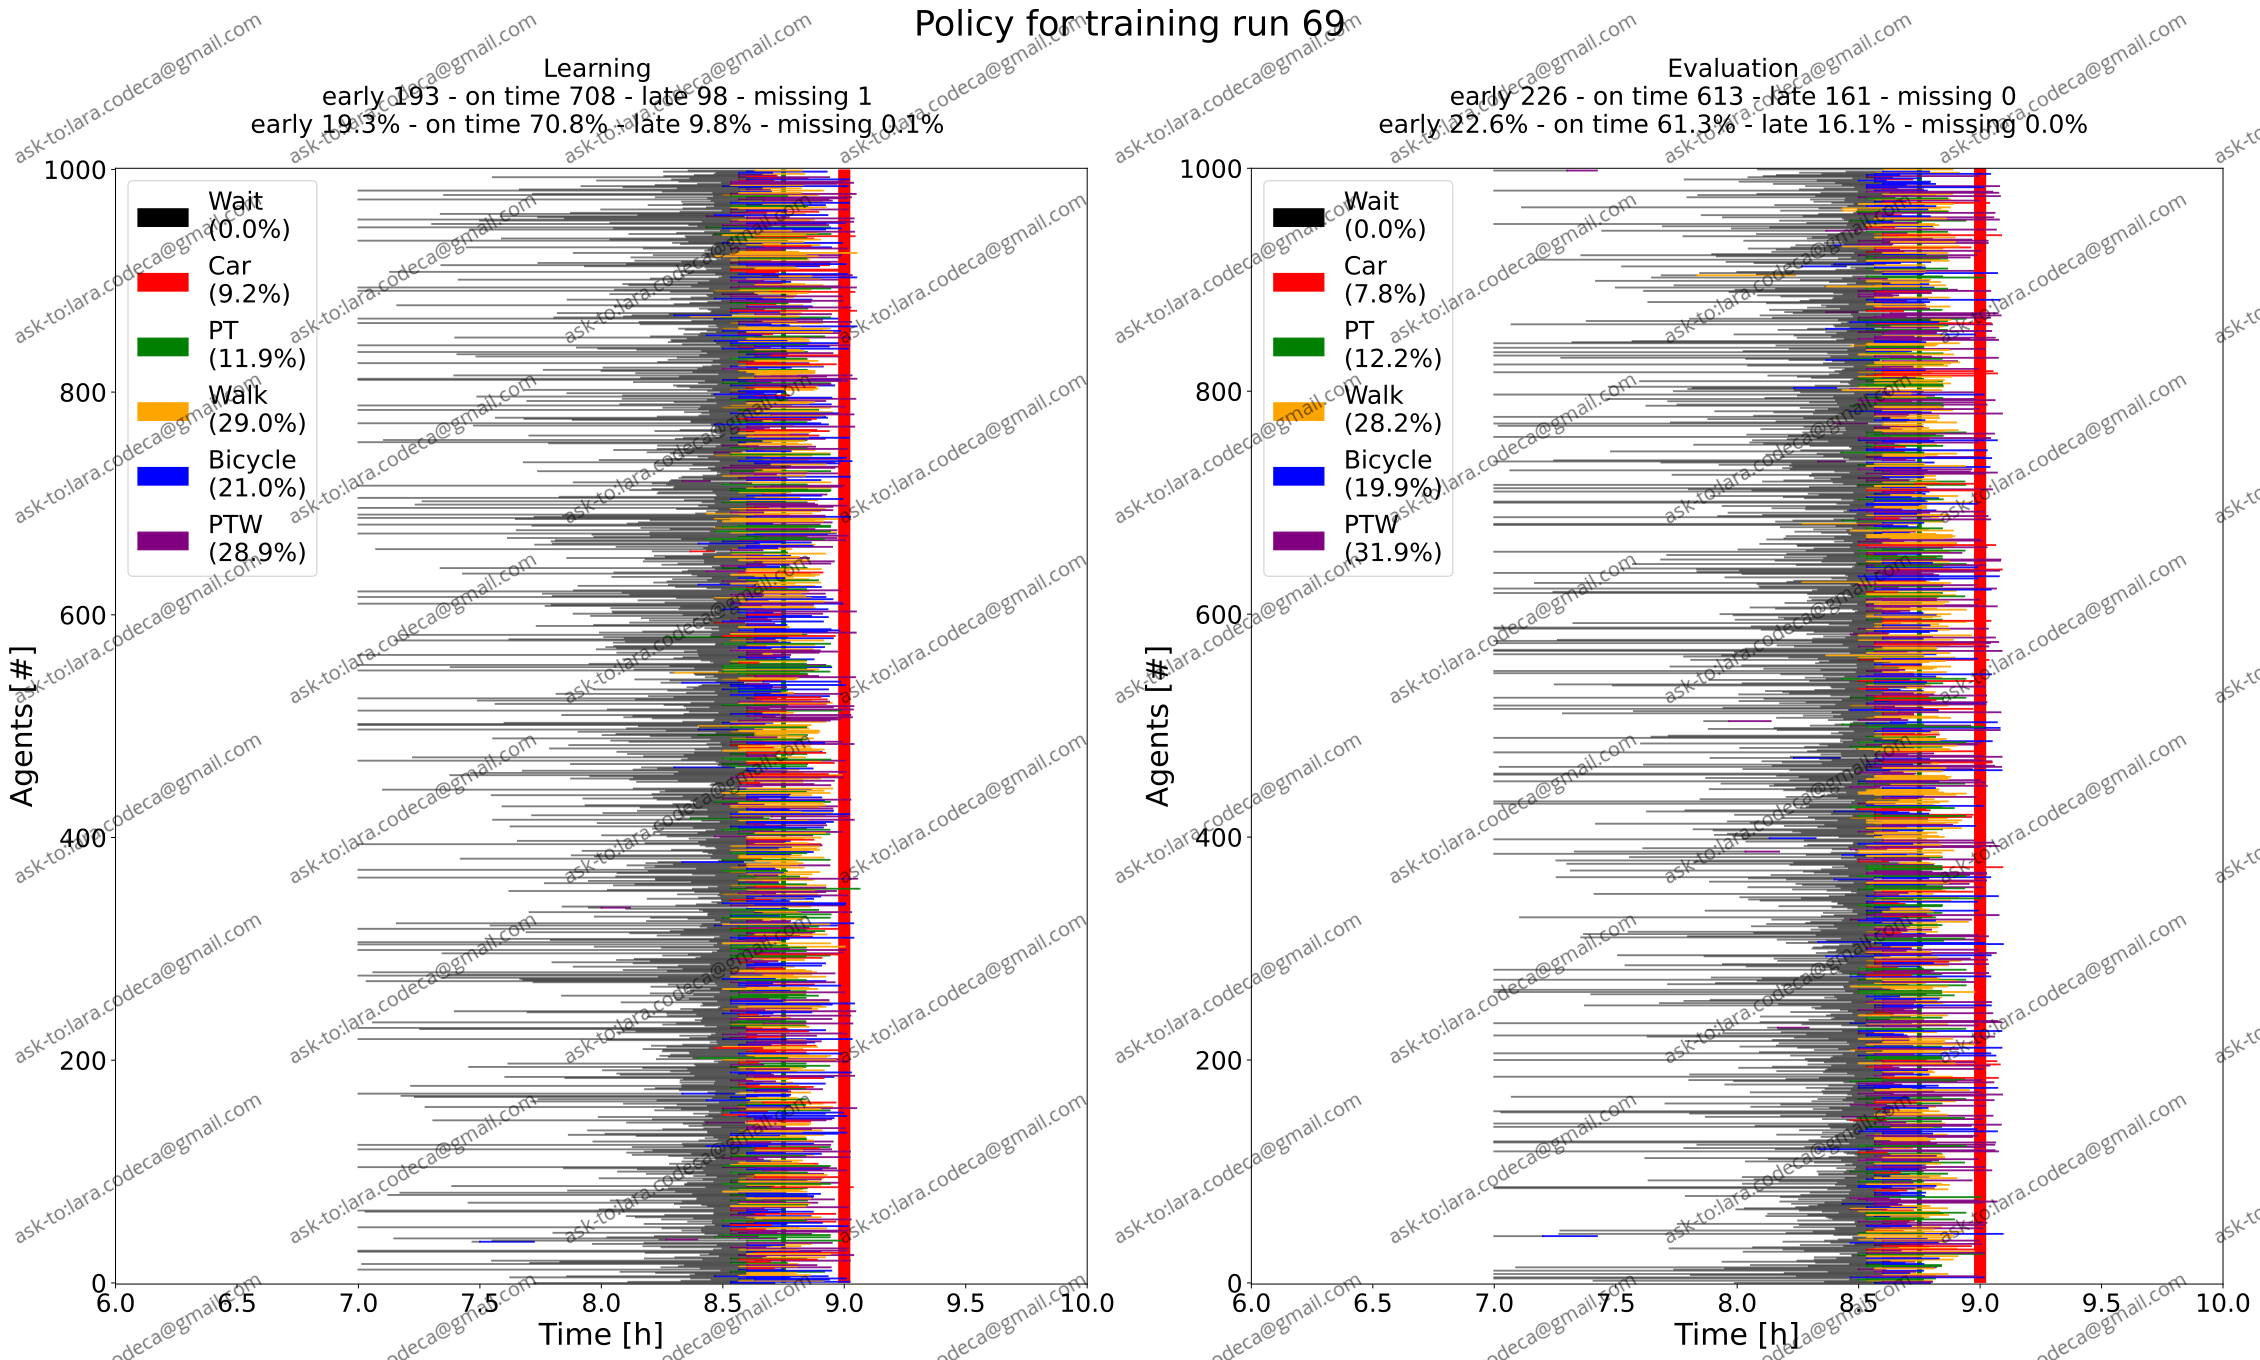 Policy for training run 69
Learning
early 193 - on time 708 - late 98 - missing 1
early 19.3% - on time 70.8% - late 9.8% - missing 0.1%
Agents [#]
1000
800
600
400
200
0
Wait
(0.0%)
Car
(9.2%)
PT
(11.9%)
Walk
(29.0%)
Bicycle
(21.0%)
PTW
(28.9%)
6.0 6.5 7.0 7.5 8.0 8.5 9.0 9.5 10.0
Time [h]
Evaluation
early 226 - on time 613 - late 161 - missing 0
early 22.6% - on time 61.3% - late 16.1% - missing 0.0%
Agents [#]
1000
800
600
400
200
0
Wait
(0.0%)
Car
(7.8%)
PT
(12.2%)
Walk
(28.2%)
Bicycle
(19.9%)
PTW
(31.9%)
6.0 6.5 7.0 7.5 8.0 8.5 9.0 9.5 10.0
Time [h]
ask-to:lara.codeca@gmail.com